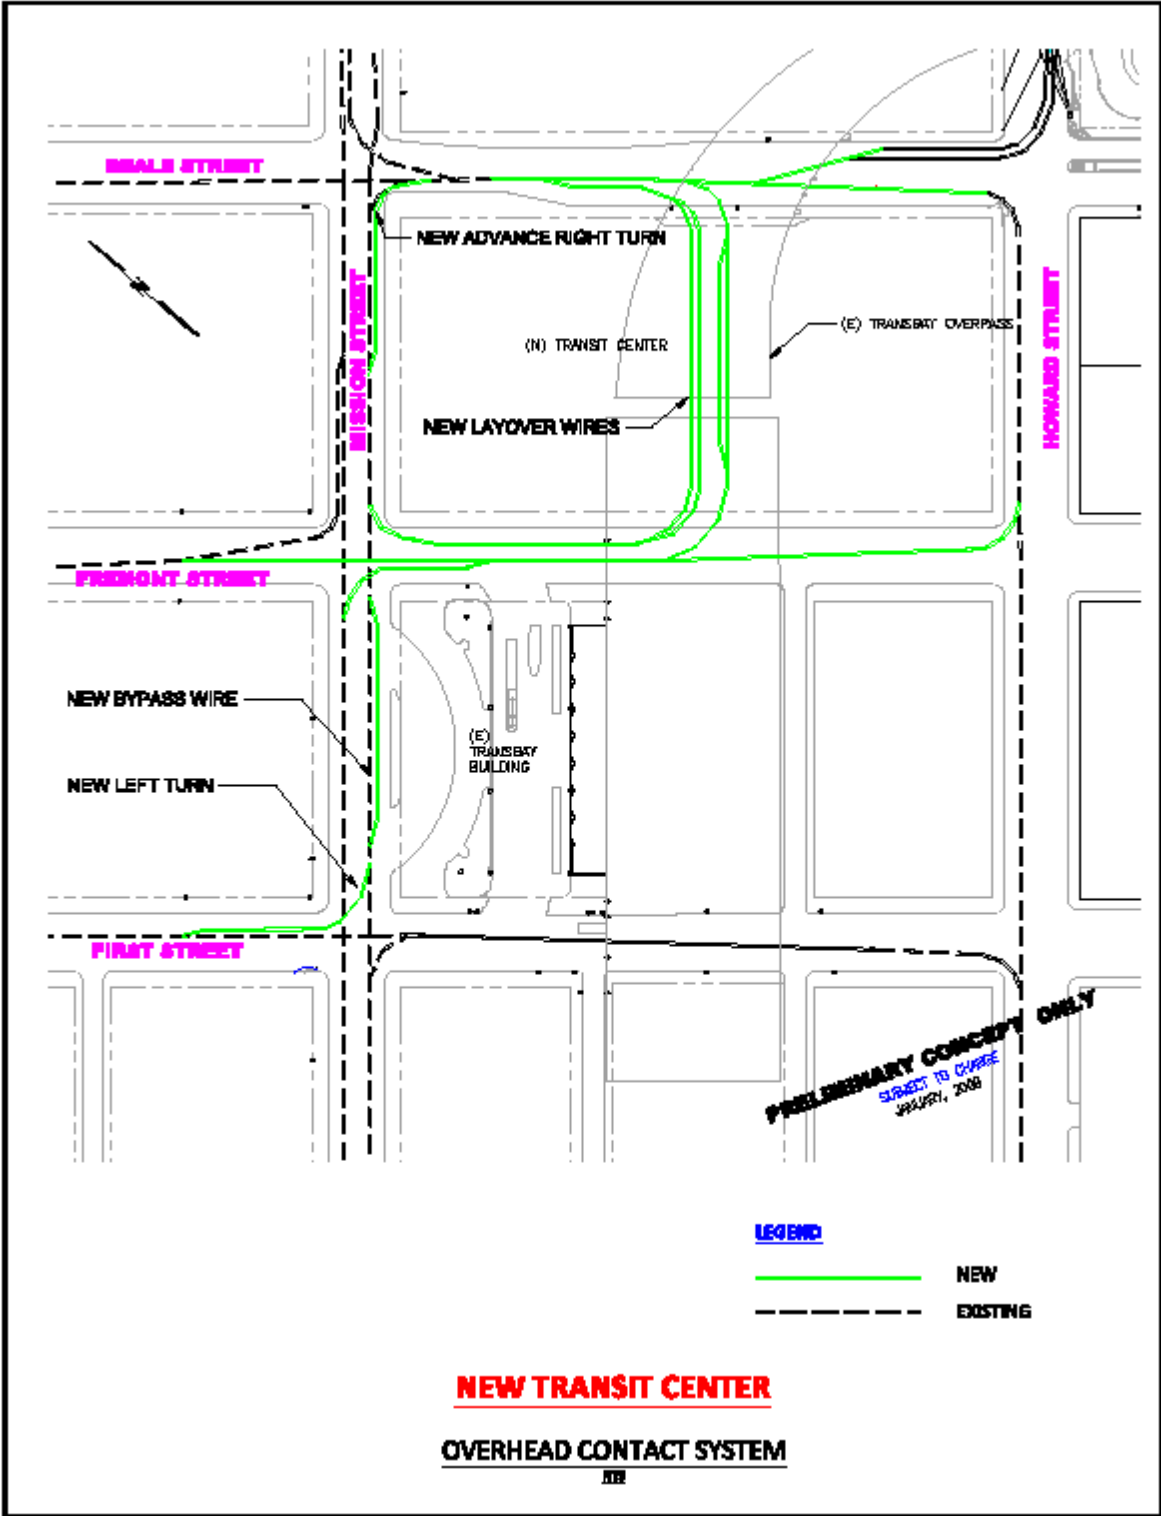 BEALE STREET
NEW ADVANCE RIGHT TURN
MISSION STREET
HOWARD STREET
(E) TRANSBAY OVERPASS
(N) TRANSIT CENTER
NEW LAYOVER WIRES
FREMONT STREET
NEW BYPASS WIRE
(E)
TRANSBAY
BUILDING
NEW LEFT TURN
FIRST STREET
PRELIMINARY CONCEPT ONLY
SUBJECT TO CHANGE
JANUARY, 2008
LEGEND
NEW
EXISTING
NEW TRANSIT CENTER
OVERHEAD CONTACT SYSTEM